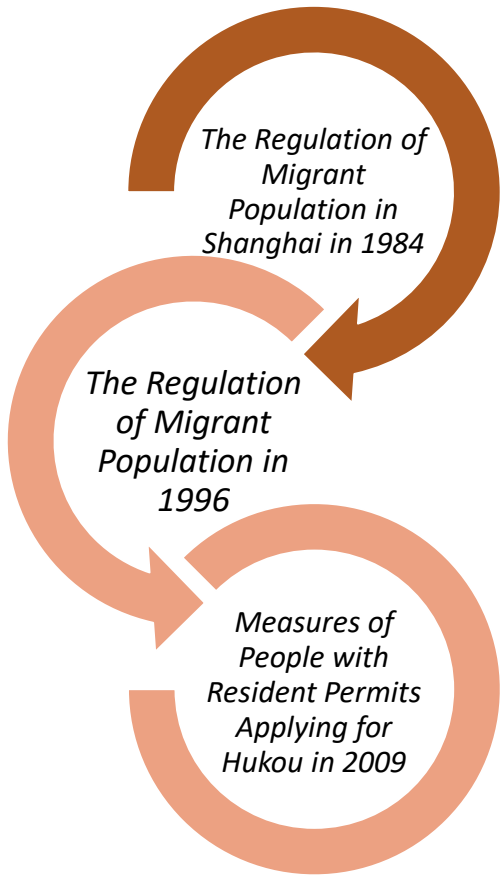 The Regulation of
Migrant
Population in
Shanghai in 1984
The Regulation
of Migrant
Population in
1996
Measures of
People with
Resident Permits
Applying for
Hukou in 2009